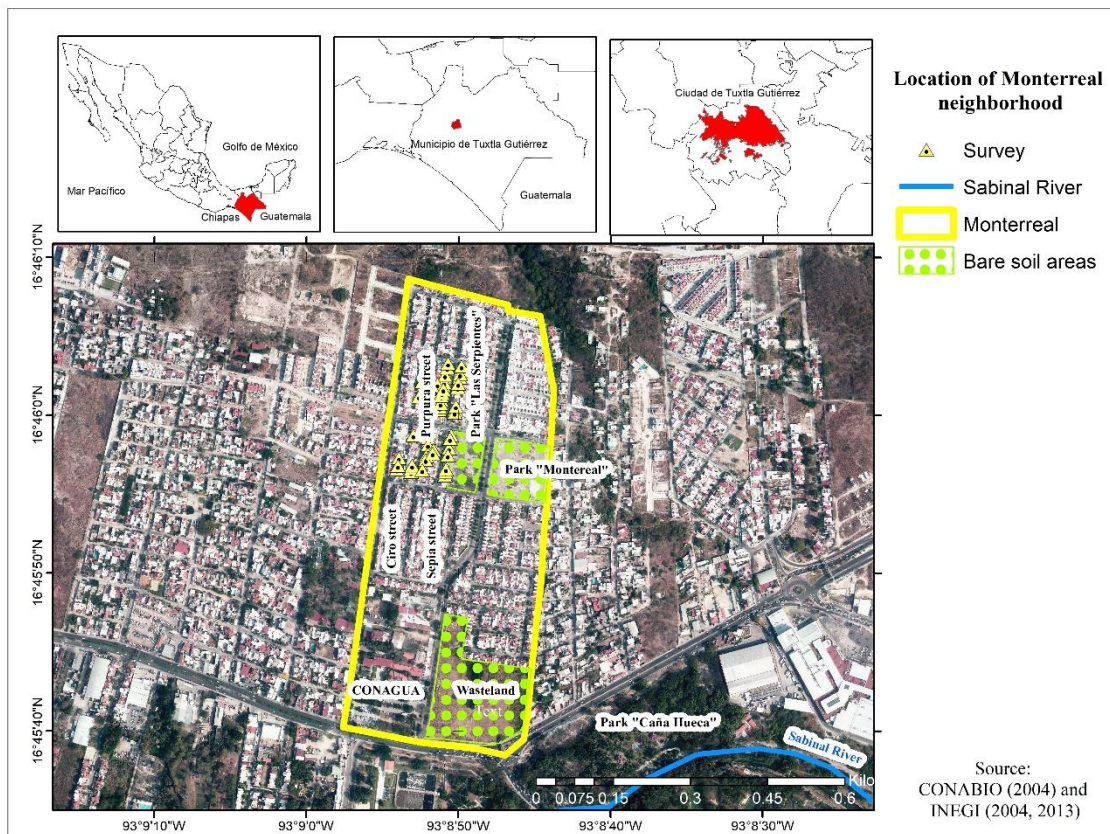 Golfo de México
Mar Pacífico
Chiapas
Guatemala
Municipio de Tuxtla Gutiérrez
Guatemala
Ciudad de Tuxtla Gutiérrez
Location of Monterreal
neighborhood
Survey
Sabinal River
Monterreal
Bare soil areas
16°46'10"N
16°46'0"N
16°45'50"N
16°45'40"N
Purpura street
Park "Las Serpientes"
Park "Montereal"
Ciro street
Sepia street
CONAGUA
Wasteland
Text
Park "Caña Hueca"
Sabinal River
Kilo
0 0.075 0.15 0.3 0.45 0.6
93°9'10"W 93°9'0"W 93°8'50"W 93°8'40"W 93°8'30"W
Source:
CONABIO (2004) and
INEGI (2004, 2013)